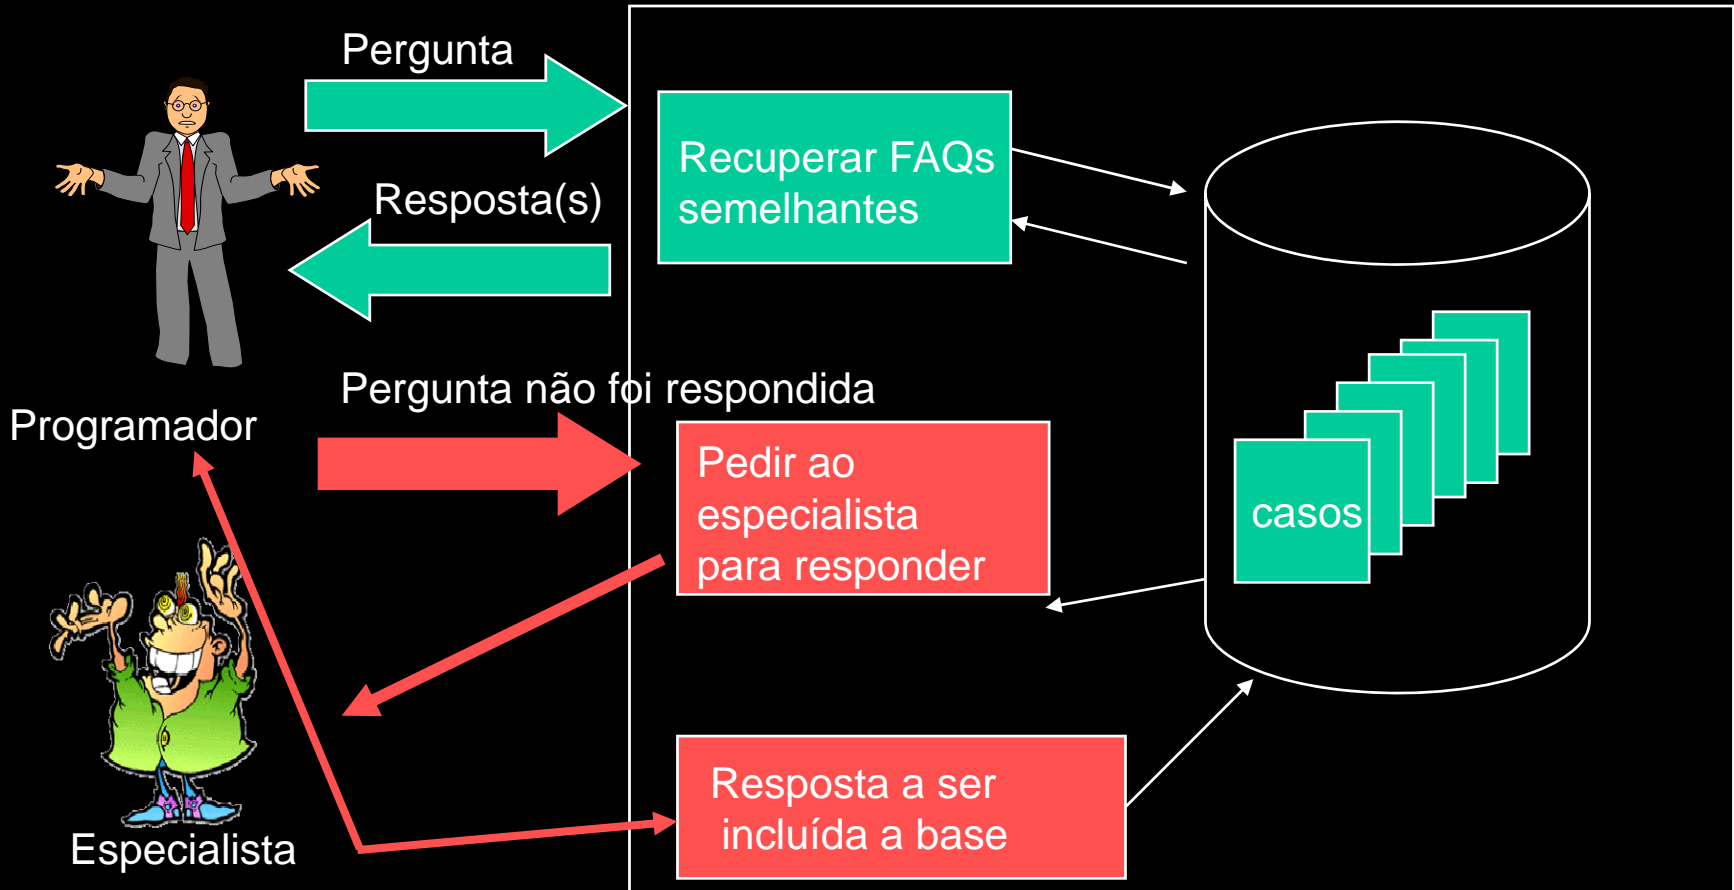 Pergunta
Recuperar FAQs
semelhantes
Resposta(s)
Pergunta não foi respondida
Programador
Pedir ao
especialista
para responder
casos
Resposta a ser
incluída a base
Especialista